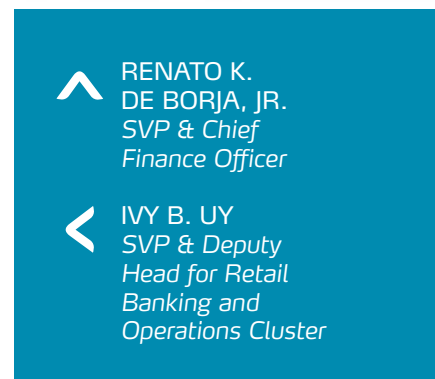 RENATO K.
DE BORJA, JR.
SVP & Chief
Finance Officer
IVY B. UY
SVP & Deputy
Head for Retail
Banking and
Operations Cluster